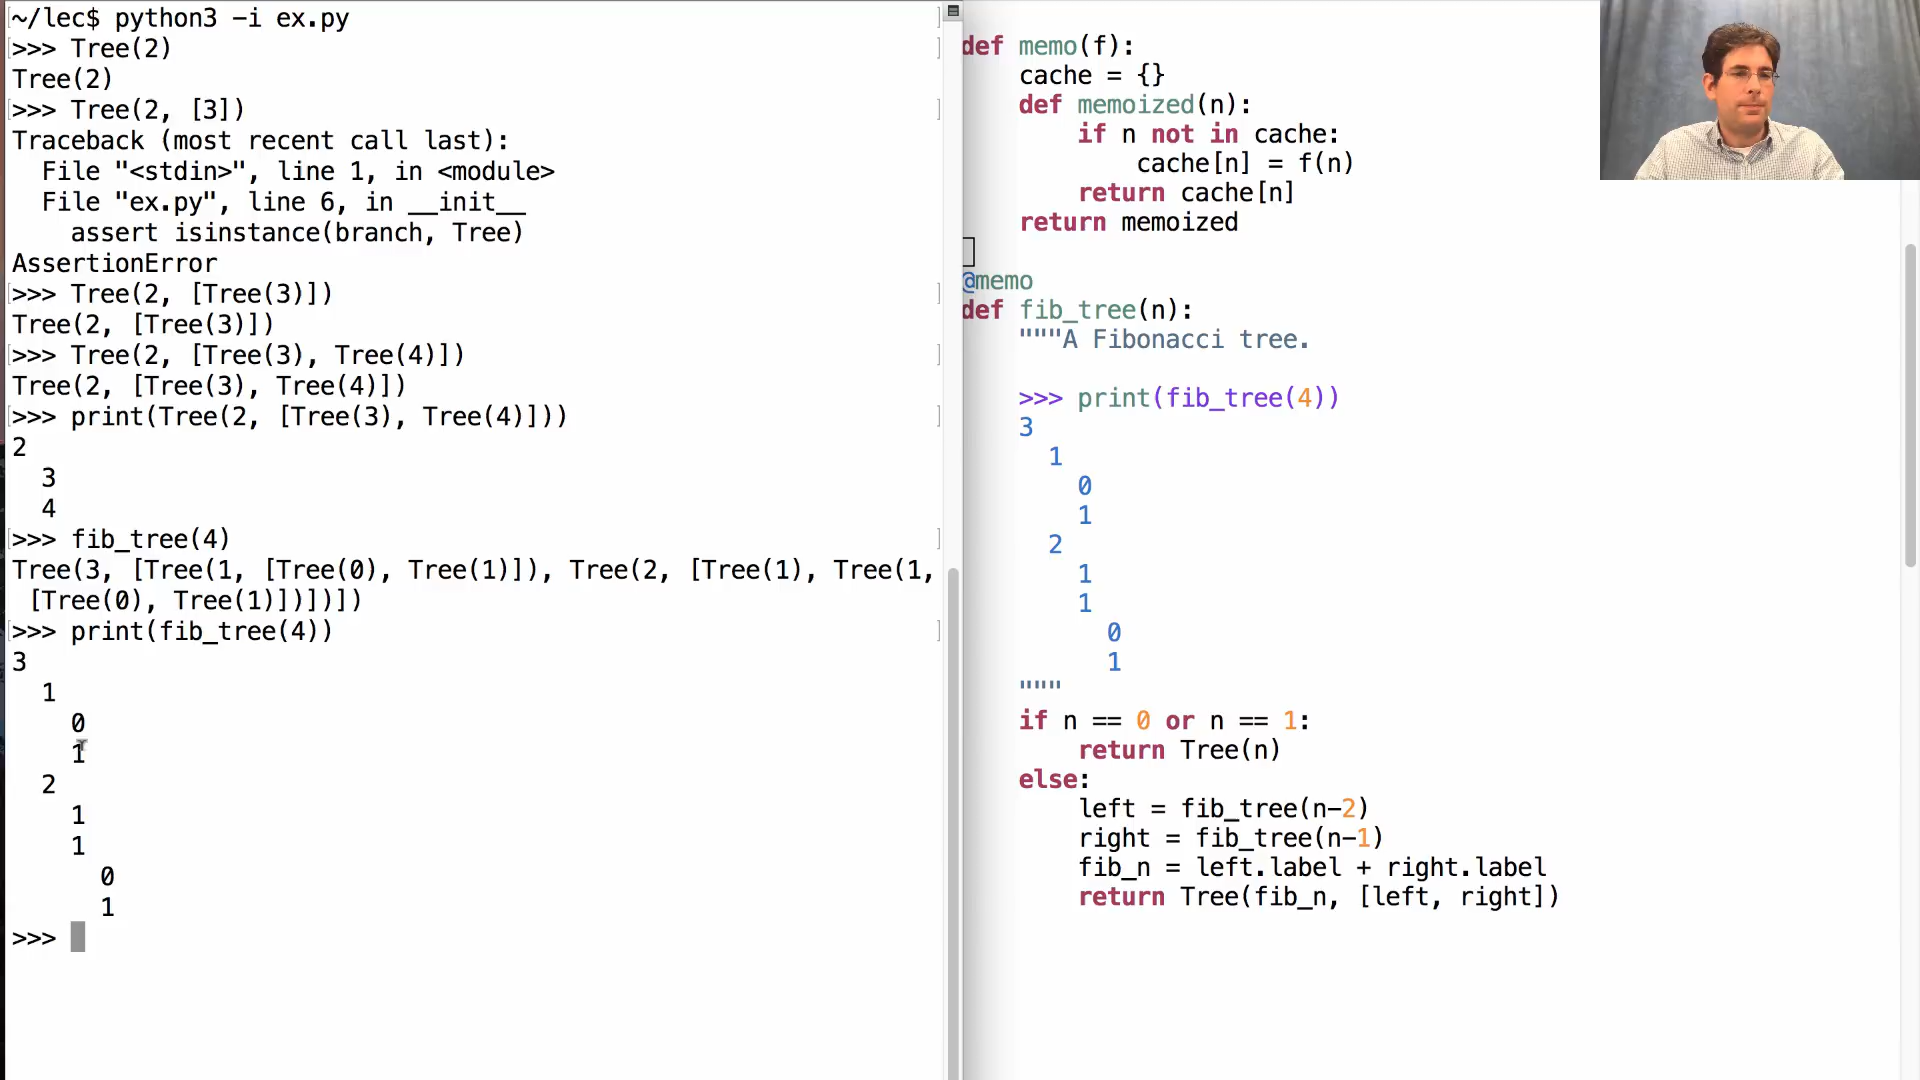 ~/lec$ python3 -i ex.py
>>> Tree(2)
Tree(2)
>>> Tree(2, [3])
Traceback (most recent call last):
  File "<stdin>", line 1, in <module>
  File "ex.py", line 6, in __init__
    assert isinstance(branch, Tree)
AssertionError
>>> Tree(2, [Tree(3)])
Tree(2, [Tree(3)])
>>> Tree(2, [Tree(3), Tree(4)])
Tree(2, [Tree(3), Tree(4)])
>>> print(Tree(2, [Tree(3), Tree(4)]))
2
  3
  4
>>> fib_tree(4)
Tree(3, [Tree(1, [Tree(0), Tree(1)]), Tree(2, [Tree(1), Tree(1,
 [Tree(0), Tree(1)])])])
>>> print(fib_tree(4))
3
  1
    0
    1
  2
    1
    1
      0
      1
>>>
def memo(f):
    cache = {}
    def memoized(n):
        if n not in cache:
            cache[n] = f(n)
        return cache[n]
    return memoized
@memo
def fib_tree(n):
    """A Fibonacci tree.
    >>> print(fib_tree(4))
    3
      1
        0
        1
      2
        1
        1
          0
          1
    """
    if n == 0 or n == 1:
        return Tree(n)
    else:
        left = fib_tree(n-2)
        right = fib_tree(n-1)
        fib_n = left.label + right.label
        return Tree(fib_n, [left, right])